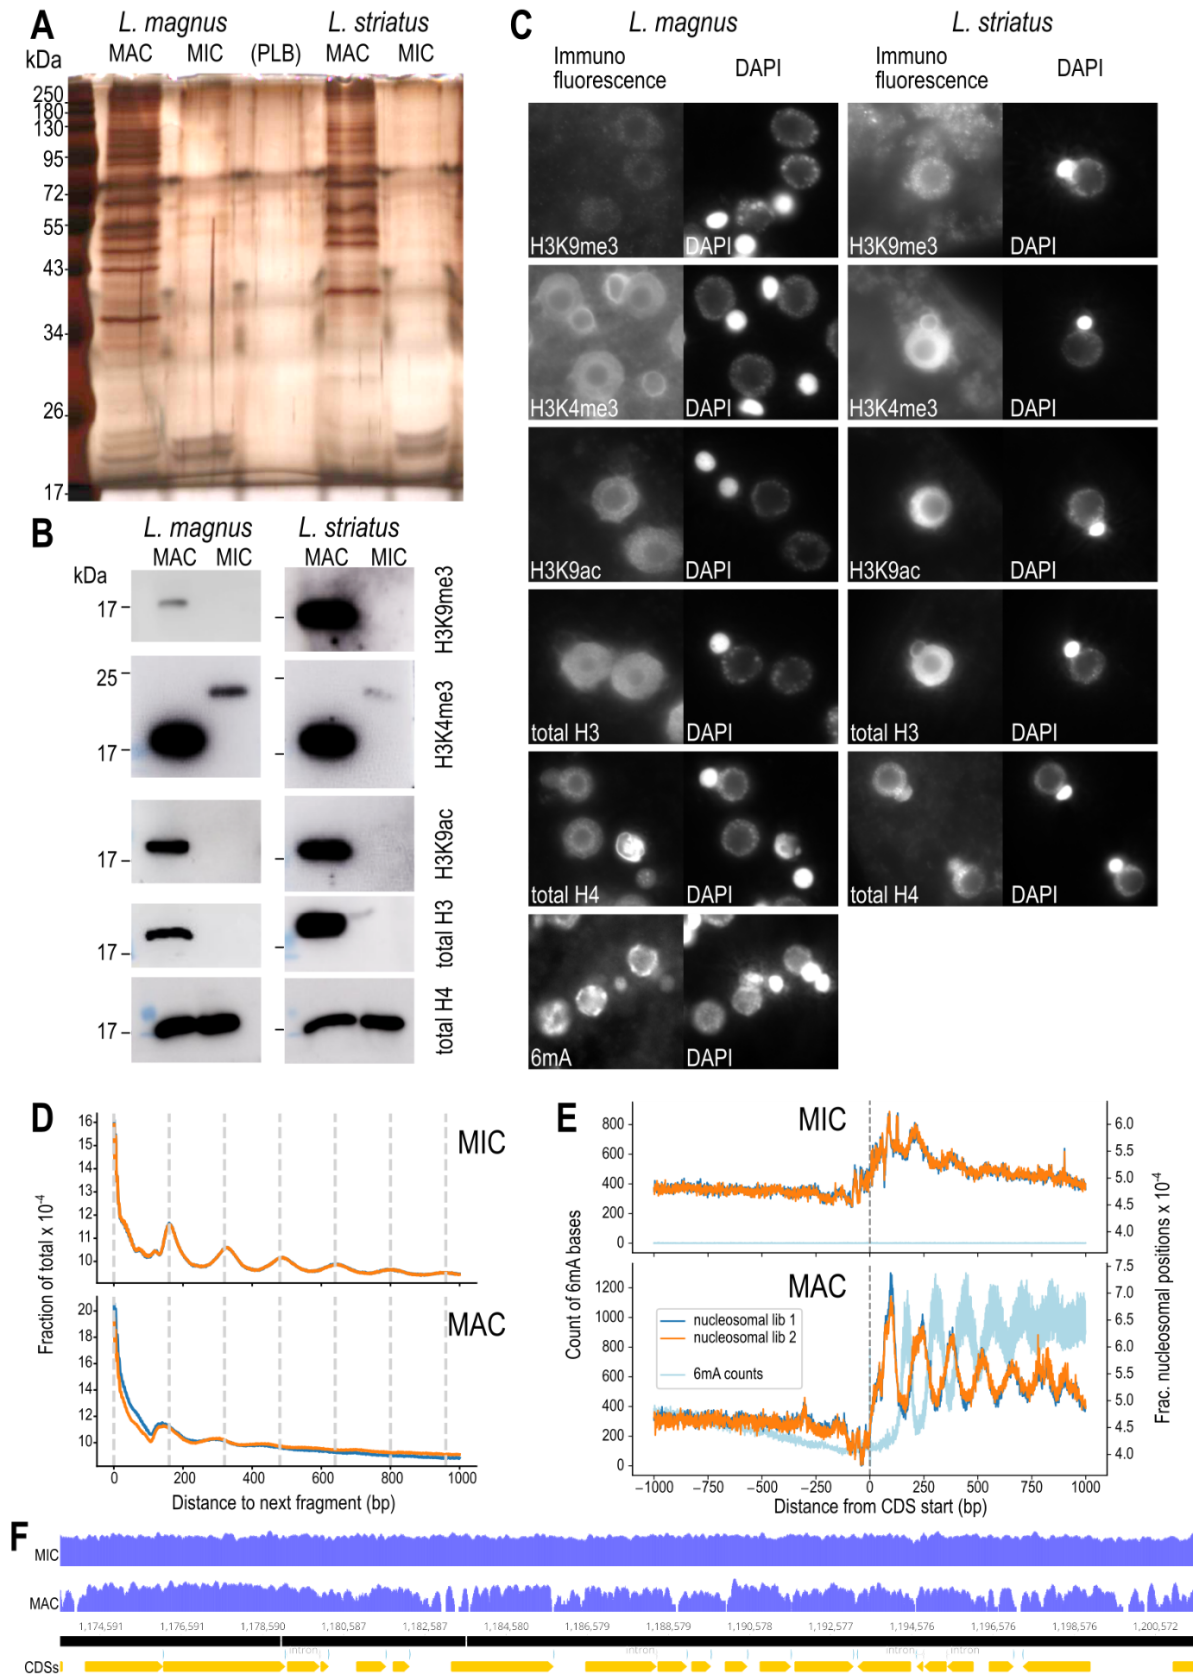 A
L. magnus
L. striatus
kDa
MAC
MIC
(PLB)
MAC
MIC
250
180
130
95
72
55
43
34
26
17
B
L. magnus
L. striatus
MAC
MIC
MAC
MIC
kDa
17
H3K9me3
25
17
H3K4me3
17
H3K9ac
17
total H3
17
total H4
C
L. magnus
L. striatus
Immuno
fluorescence
DAPI
Immuno
fluorescence
DAPI
H3K9me3
DAPI
H3K9me3
DAPI
H3K4me3
DAPI
H3K4me3
DAPI
H3K9ac
DAPI
H3K9ac
DAPI
total H3
DAPI
total H3
DAPI
total H4
DAPI
total H4
DAPI
6mA
DAPI
D
MIC
16
15
14
13
12
11
10
MAC
20
18
16
14
12
10
Fraction of total x 10⁻⁴
0
200
400
600
800
1000
Distance to next fragment (bp)
E
MIC
800
600
400
200
0
6.0
5.5
5.0
4.5
4.0
MAC
1200
1000
800
600
400
200
0
7.5
7.0
6.5
6.0
5.5
5.0
4.5
4.0
nucleosomal lib 1
nucleosomal lib 2
6mA counts
Count of 6mA bases
Frac. nucleosomal positions x 10⁻⁴
−1000
−750
−500
−250
0
250
500
750
1000
Distance from CDS start (bp)
F
MIC
MAC
1,174,591
1,176,591
1,178,590
1,180,587
1,182,587
1,184,580
1,186,579
1,188,579
1,190,578
1,192,577
1,194,576
1,196,576
1,198,576
1,200,572
intron
intron
intron
intron
CDSs